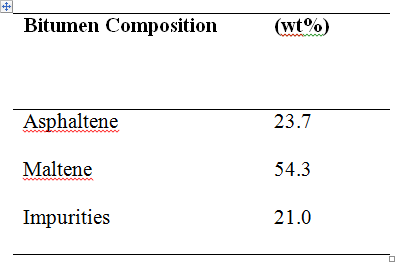 Bitumen Composition (wt%)
Asphaltene 23.7
Maltene 54.3
Impurities 21.0